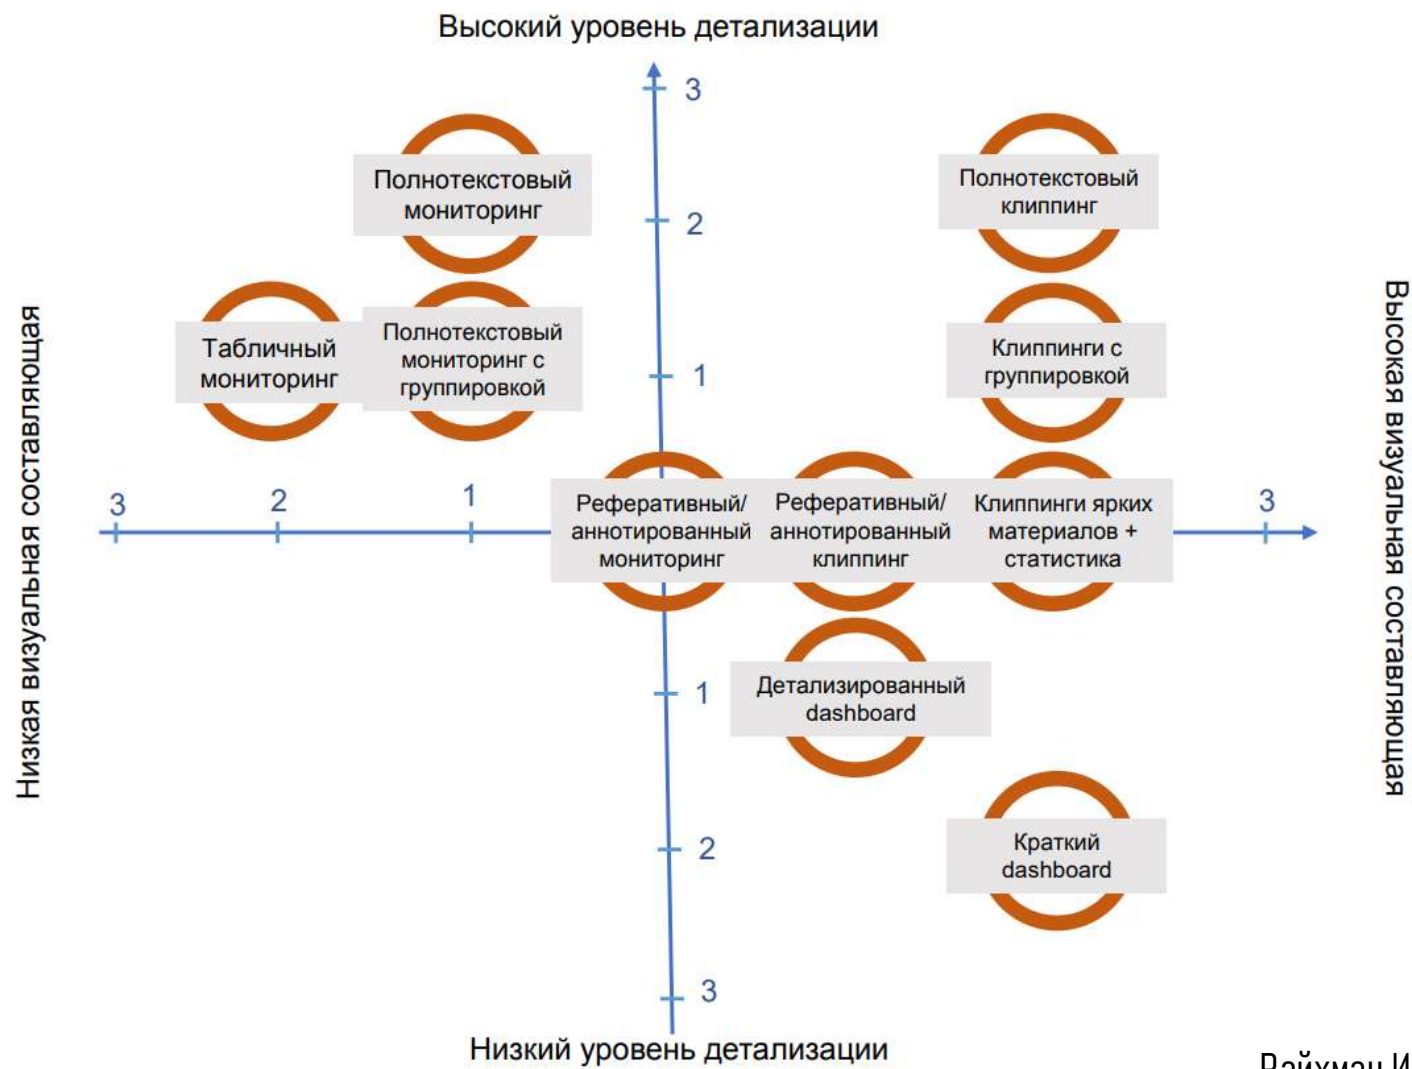 Высокий уровень детализации
3
Полнотекстовый
мониторинг
Полнотекстовый
клиппинг
2
Табличный
мониторинг
Полнотекстовый
мониторинг с
группировкой
1
Клиппинги с
группировкой
Низкая визуальная составляющая
Высокая визуальная составляющая
3
2
1
3
Реферативный/
аннотированный
мониторинг
Реферативный/
аннотированный
клиппинг
Клиппинги ярких
материалов +
статистика
1
Детализированный
dashboard
2
Краткий
dashboard
3
Низкий уровень детализации
Райхман И